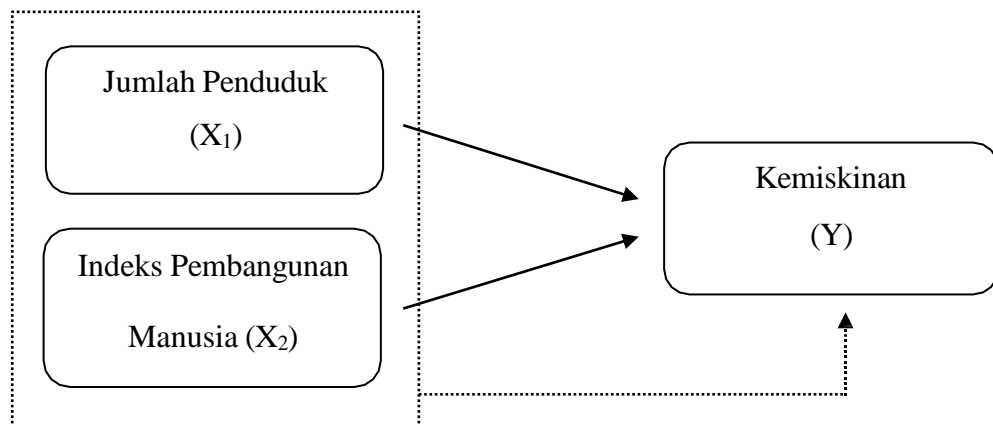 Jumlah Penduduk
(X₁)
Kemiskinan
(Y)
Indeks Pembangunan
Manusia (X₂)